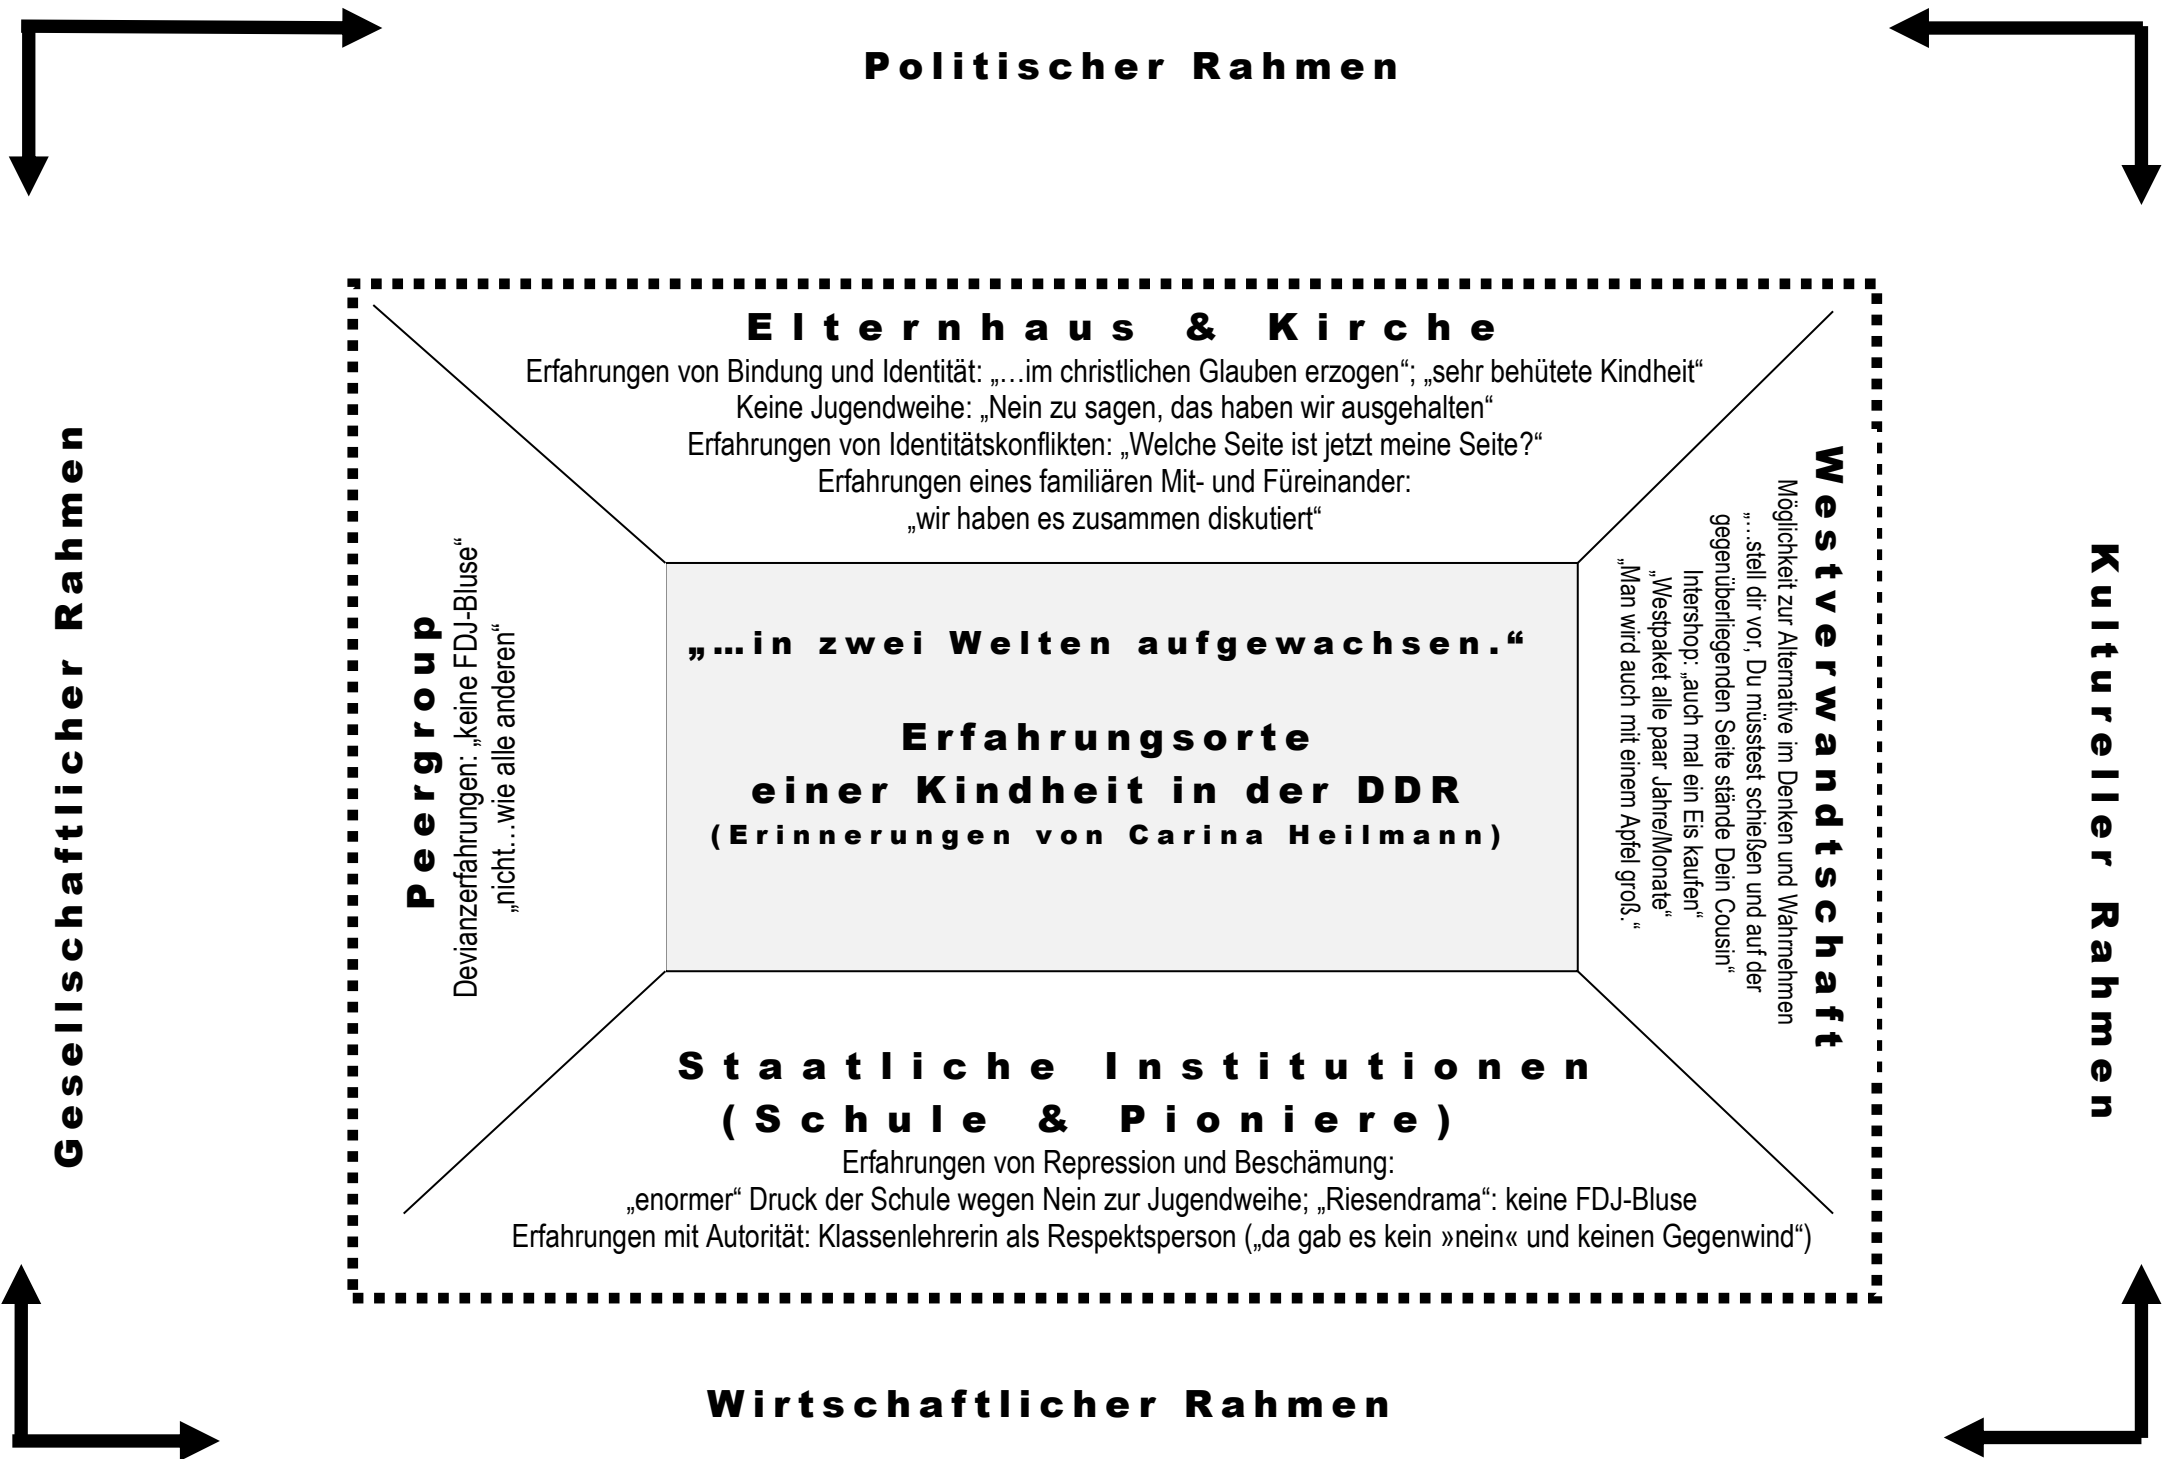 Politischer Rahmen
Gesellschaftlicher Rahmen
Elternhaus & Kirche
Erfahrungen von Bindung und Identität: „…im christlichen Glauben erzogen“; „sehr behütete Kindheit“
Keine Jugendweihe: „Nein zu sagen, das haben wir ausgehalten“
Erfahrungen von Identitätskonflikten: „Welche Seite ist jetzt meine Seite?“
Erfahrungen eines familiären Mit- und Füreinander:
„wir haben es zusammen diskutiert“
Peergroup
Devianzerfahrungen: „keine FDJ-Bluse“
„nicht…wie alle anderen“
„…in zwei Welten aufgewachsen.“
Erfahrungsorte
einer Kindheit in der DDR
(Erinnerungen von Carina Heilmann)
Westverwandtschaft
Möglichkeit zur Alternative im Denken und Wahrnehmen
„…stell dir vor, Du müsstest schießen und auf der
gegenüberliegenden Seite stände Dein Cousin“
Intershop: „auch mal ein Eis kaufen“
„Westpaket alle paar Jahre/Monate“
„Man wird auch mit einem Apfel groß.“
Staatliche Institutionen
(Schule & Pioniere)
Erfahrungen von Repression und Beschämung:
„enormer“ Druck der Schule wegen Nein zur Jugendweihe; „Riesendrama“: keine FDJ-Bluse
Erfahrungen mit Autorität: Klassenlehrerin als Respektsperson („da gab es kein »nein« und keinen Gegenwind“)
Kultureller Rahmen
Wirtschaftlicher Rahmen